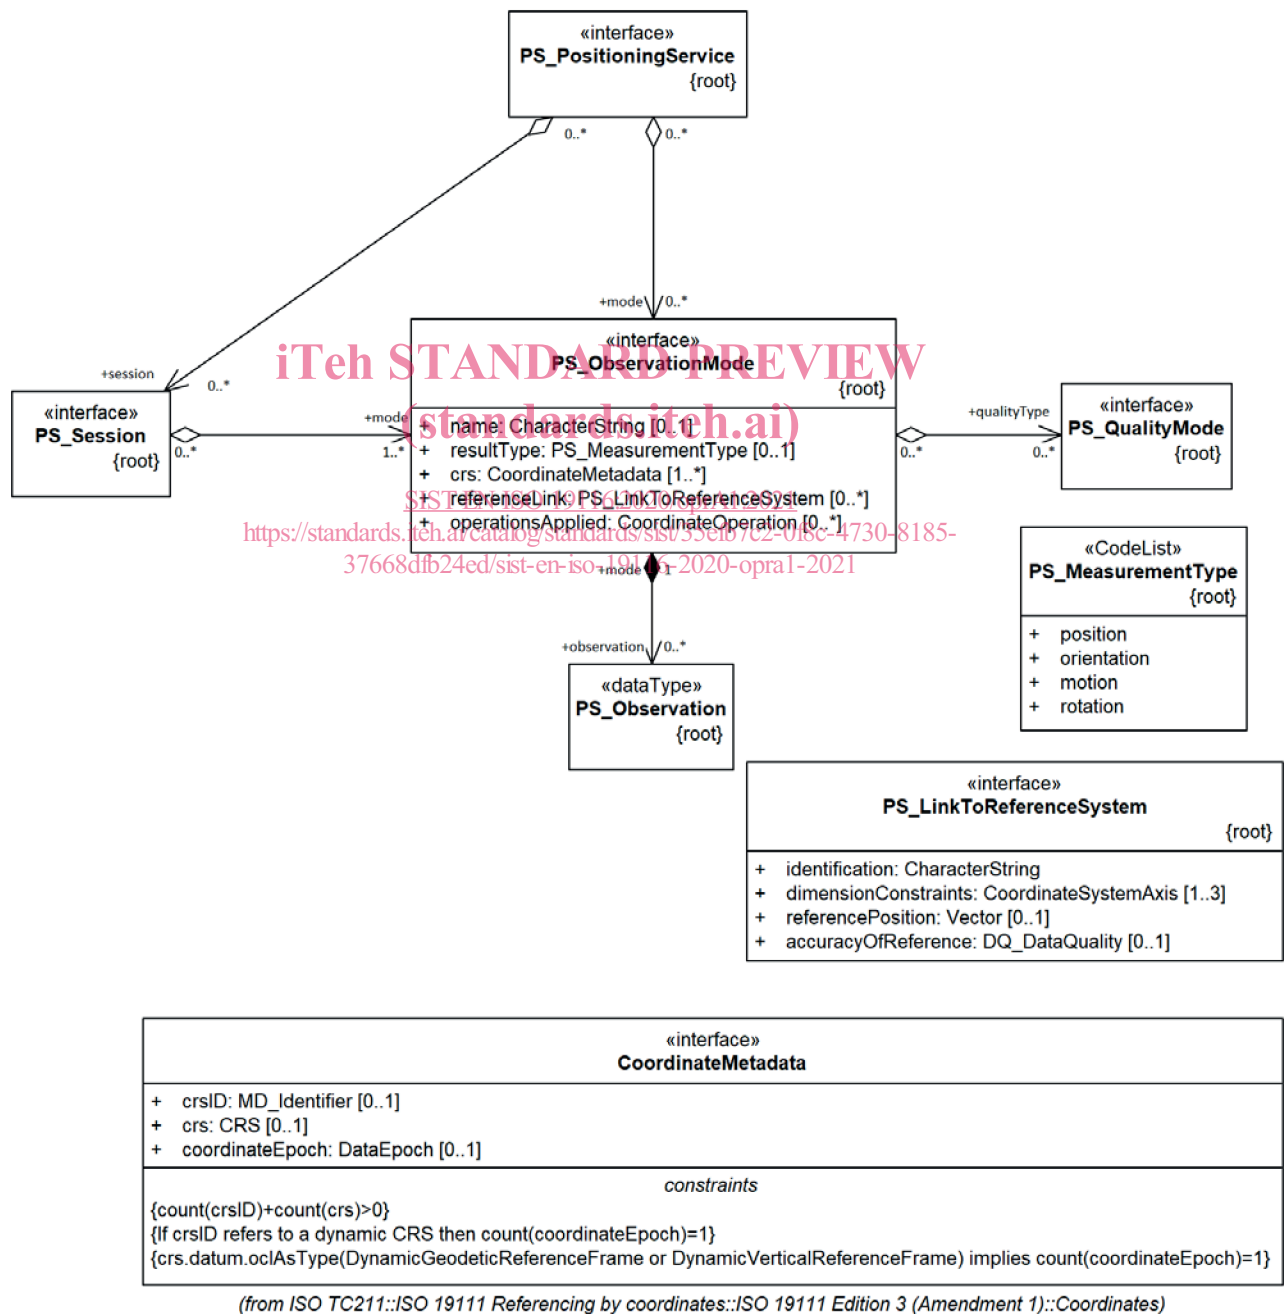 «interface»
PS_PositioningService
{root}
0..*
0..*
+mode
0..*
«interface»
PS_ObservationMode
{root}
iTeh STANDARD PREVIEW
(standards.iteh.ai)
+session
0..*
«interface»
PS_Session
{root}
0..*
+mode
1..*
+ name: CharacterString [0..1]
+ resultType: PS_MeasurementType [0..1]
+ crs: CoordinateMetadata [1..*]
+ referenceLink: PS_LinkToReferenceSystem [0..*]
+ operationsApplied: CoordinateOperation [0..*]
0..*
+qualityType
0..*
«interface»
PS_QualityMode
{root}
https://standards.iteh.ai/catalog/standards/sist/
-4730-8185-
37668dfb24ed/sist-en-iso-19116-2020-opra1-2021
+mode
1
+observation
0..*
«dataType»
PS_Observation
{root}
«CodeList»
PS_MeasurementType
{root}
+ position
+ orientation
+ motion
+ rotation
«interface»
PS_LinkToReferenceSystem
{root}
+ identification: CharacterString
+ dimensionConstraints: CoordinateSystemAxis [1..3]
+ referencePosition: Vector [0..1]
+ accuracyOfReference: DQ_DataQuality [0..1]
«interface»
CoordinateMetadata
+ crsID: MD_Identifier [0..1]
+ crs: CRS [0..1]
+ coordinateEpoch: DataEpoch [0..1]
constraints
{count(crsID)+count(crs)>0}
{If crsID refers to a dynamic CRS then count(coordinateEpoch)=1}
{crs.datum.oclAsType(DynamicGeodeticReferenceFrame or DynamicVerticalReferenceFrame) implies count(coordinateEpoch)=1}
(from ISO TC211::ISO 19111 Referencing by coordinates::ISO 19111 Edition 3 (Amendment 1)::Coordinates)